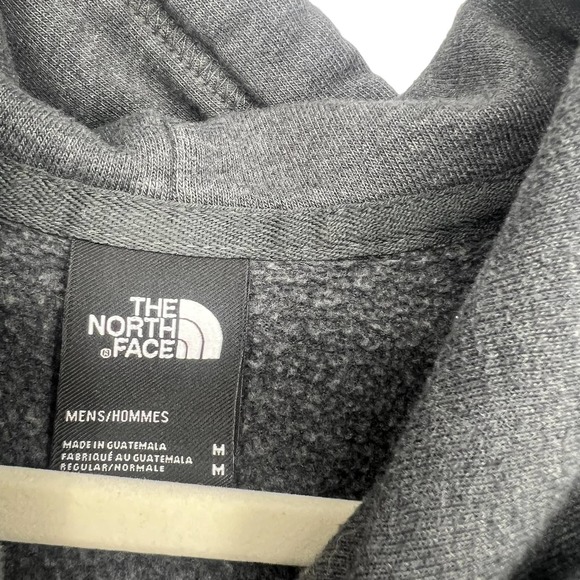 THE
NORTH
® FACE
MENS/HOMMES
MADE IN GUATEMALA M
FABRIQUÉ AU GUATEMALA
REGULAR/NORMALE M